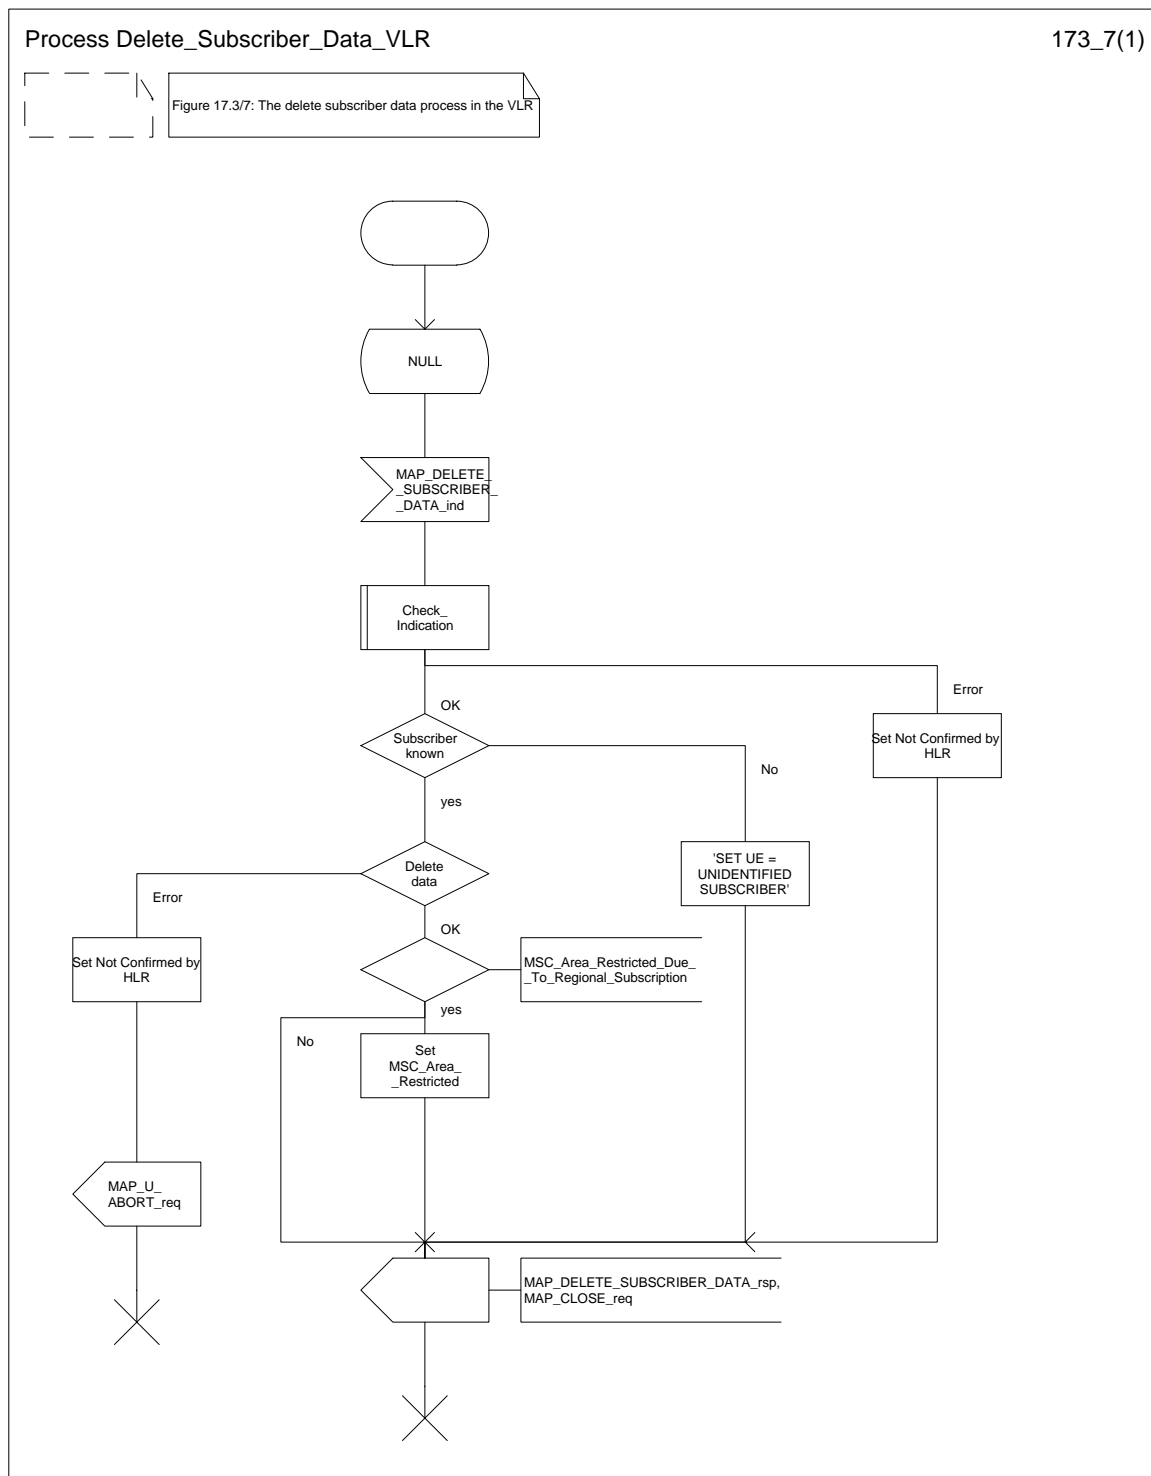 Process Delete_Subscriber_Data_VLR
173_7(1)
Figure 17.3/7: The delete subscriber data process in the VLR
NULL
MAP_DELETE_
_SUBSCRIBER_
_DATA_ind
Check_
Indication
Error
OK
Subscriber
known
Set Not Confirmed by
HLR
No
yes
'SET UE =
UNIDENTIFIED
SUBSCRIBER'
Delete
data
Error
OK
Set Not Confirmed by
HLR
MSC_Area_Restricted_Due_
_To_Regional_Subscription
yes
No
Set
MSC_Area_
_Restricted
MAP_U_
ABORT_req
MAP_DELETE_SUBSCRIBER_DATA_rsp,
MAP_CLOSE_req